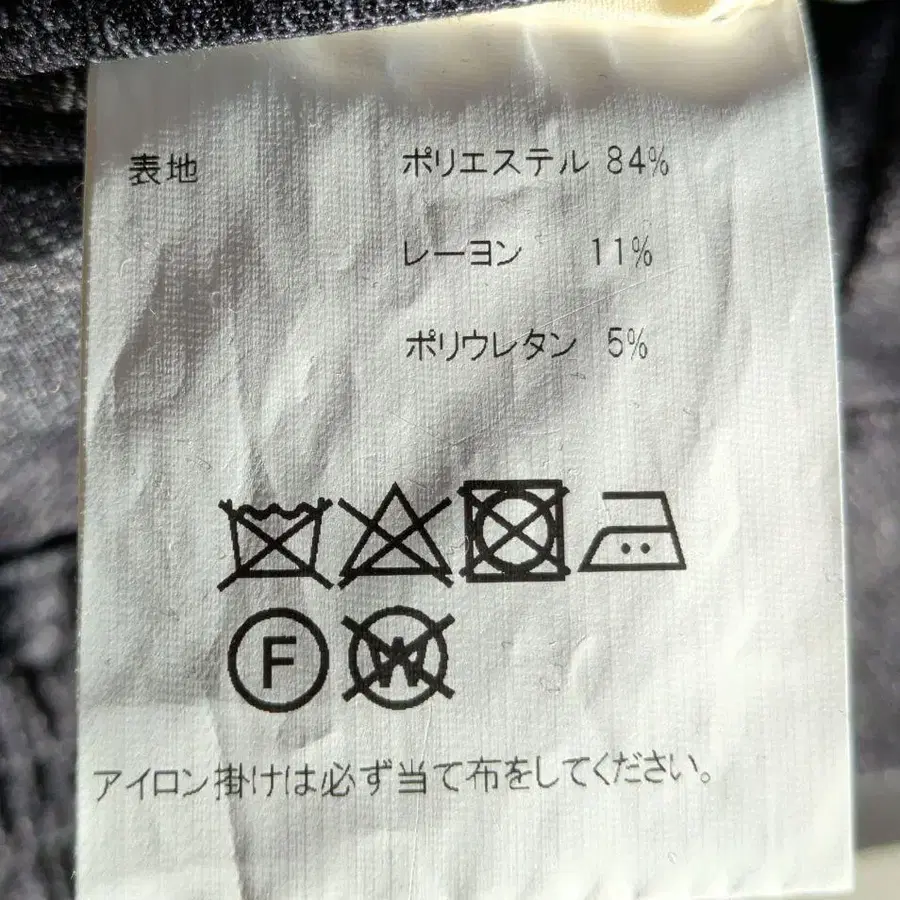 表地 ポリエステル 84%
レーヨン 11%
ポリウレタン 5%
F W
アイロン掛けは必ず当て布をしてください。